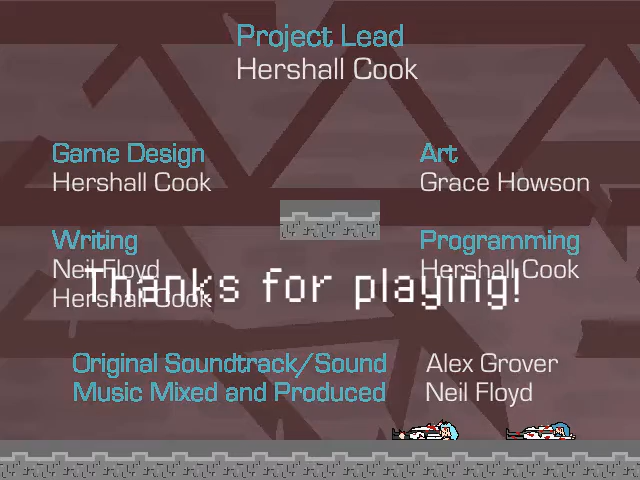 Project Lead
Hershall Cook
Game Design
Hershall Cook
Art
Grace Howson
Writing
Neil Floyd
Hershall Cook
Programming
Hershall Cook
Thanks for playing!
Original Soundtrack/Sound
Music Mixed and Produced
Alex Grover
Neil Floyd